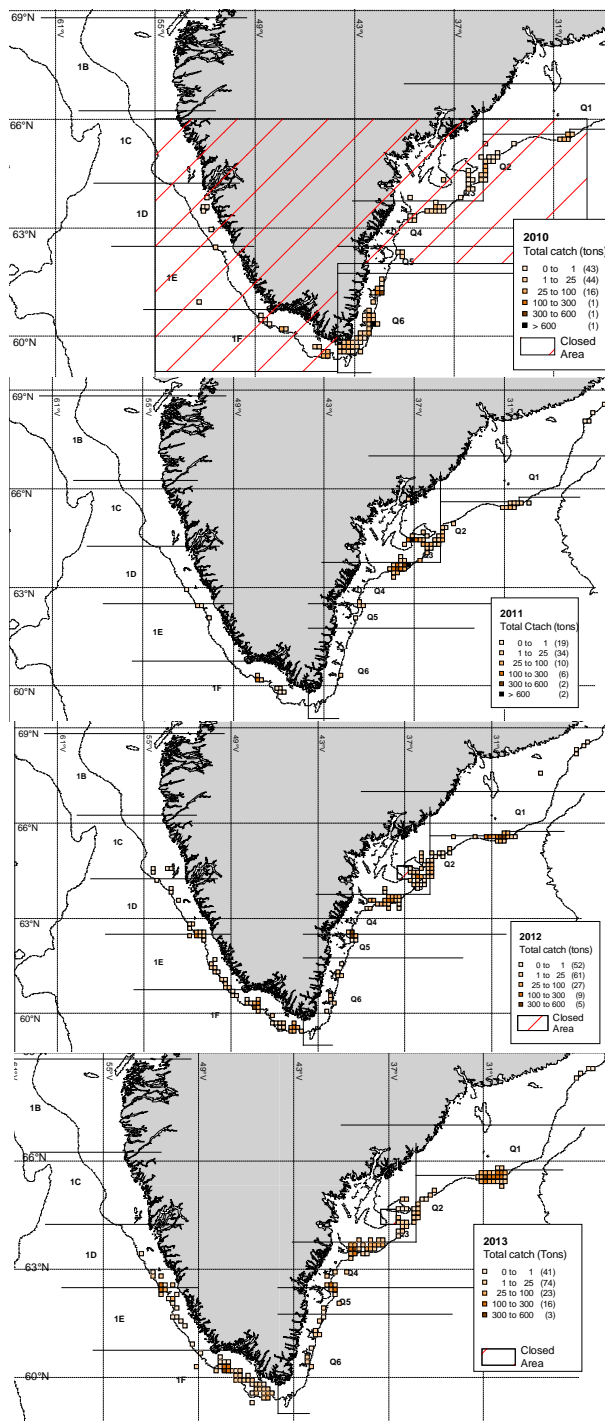 69°N
61°W
55°W
49°W
43°W
37°W
31°W
1B
Q1
66°N
1C
Q2
1D
63°N
Q4
Q5
1E
Q6
1F
60°N
2010
Total catch (tons)
0 to 1 (43)
1 to 25 (44)
25 to 100 (16)
100 to 300 (1)
300 to 600 (1)
> 600 (1)
Closed
Area
69°N
61°W
55°W
49°W
43°W
37°W
31°W
1B
Q1
66°N
1C
Q2
1D
63°N
Q5
1E
Q6
1F
60°N
2011
Total Ctach (tons)
0 to 1 (19)
1 to 25 (34)
25 to 100 (10)
100 to 300 (6)
300 to 600 (2)
> 600 (2)
69°N
61°W
55°W
49°W
43°W
37°W
31°W
1B
Q1
66°N
1C
Q2
1D
63°N
Q4
Q5
1E
Q6
1F
60°N
2012
Total catch (tons)
0 to 1 (52)
1 to 25 (61)
25 to 100 (27)
100 to 300 (9)
300 to 600 (5)
Closed
Area
55°W
49°W
43°W
37°W
31°W
1B
Q1
66°N
1C
Q2
1D
63°N
Q4
Q5
1E
Q6
1F
60°N
2013
Total catch (Tons)
0 to 1 (41)
1 to 25 (74)
25 to 100 (23)
100 to 300 (16)
300 to 600 (3)
Closed
Area